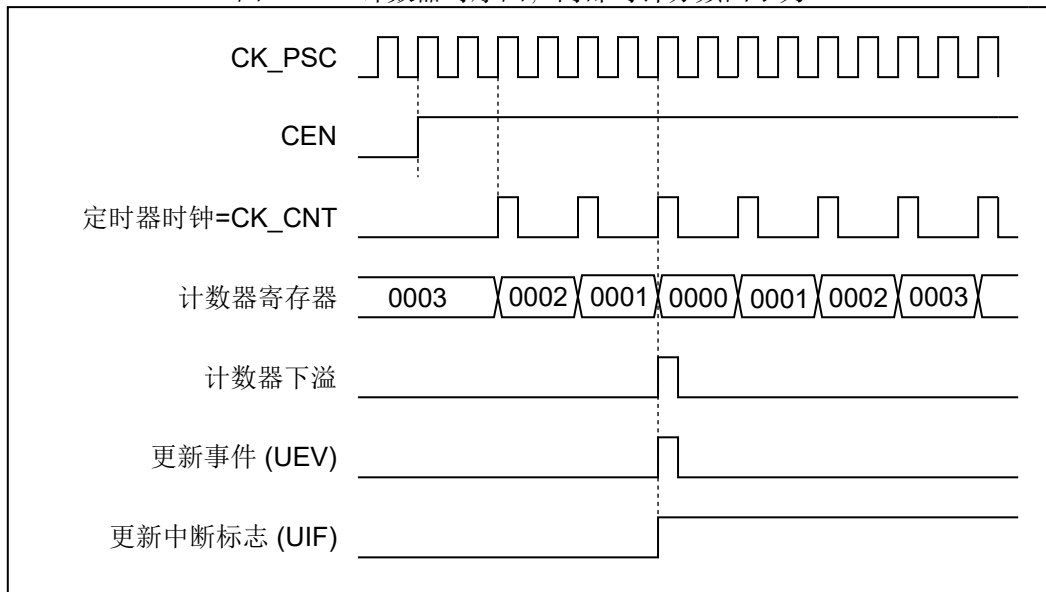 CK_PSC
CEN
定时器时钟=CK_CNT
计数器寄存器 0003 0002 0001 0000 0001 0002 0003
计数器下溢
更新事件 (UEV)
更新中断标志 (UIF)